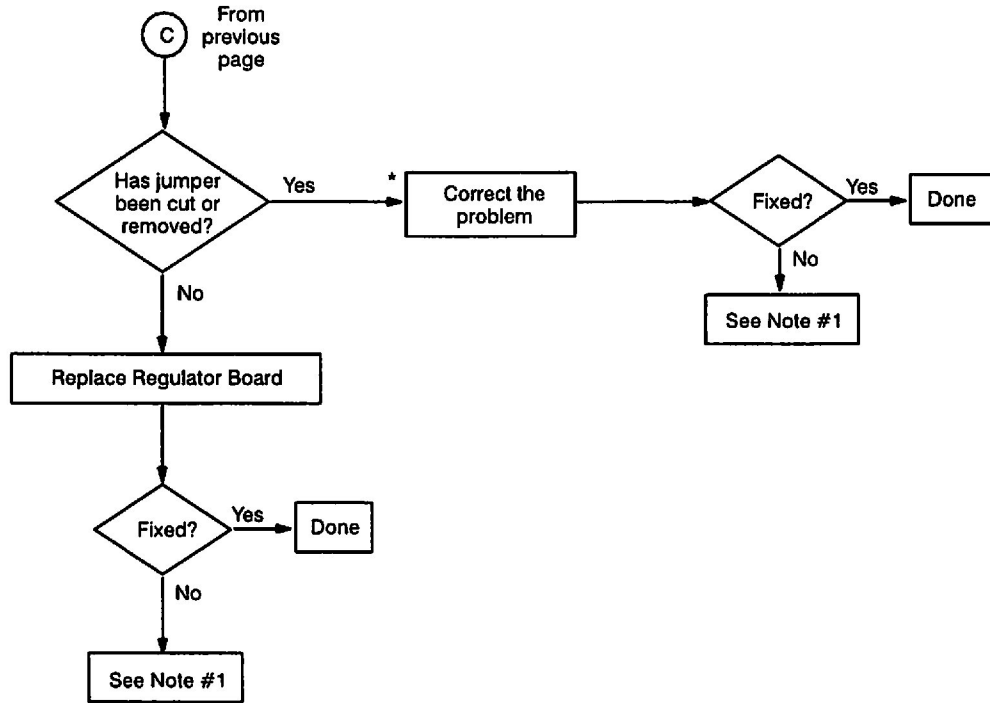 C
From
previous
page
Has jumper
been cut or
removed?
Yes
*
Correct the
problem
Fixed?
Yes
Done
No
See Note #1
No
Replace Regulator Board
Fixed?
Yes
Done
No
See Note #1